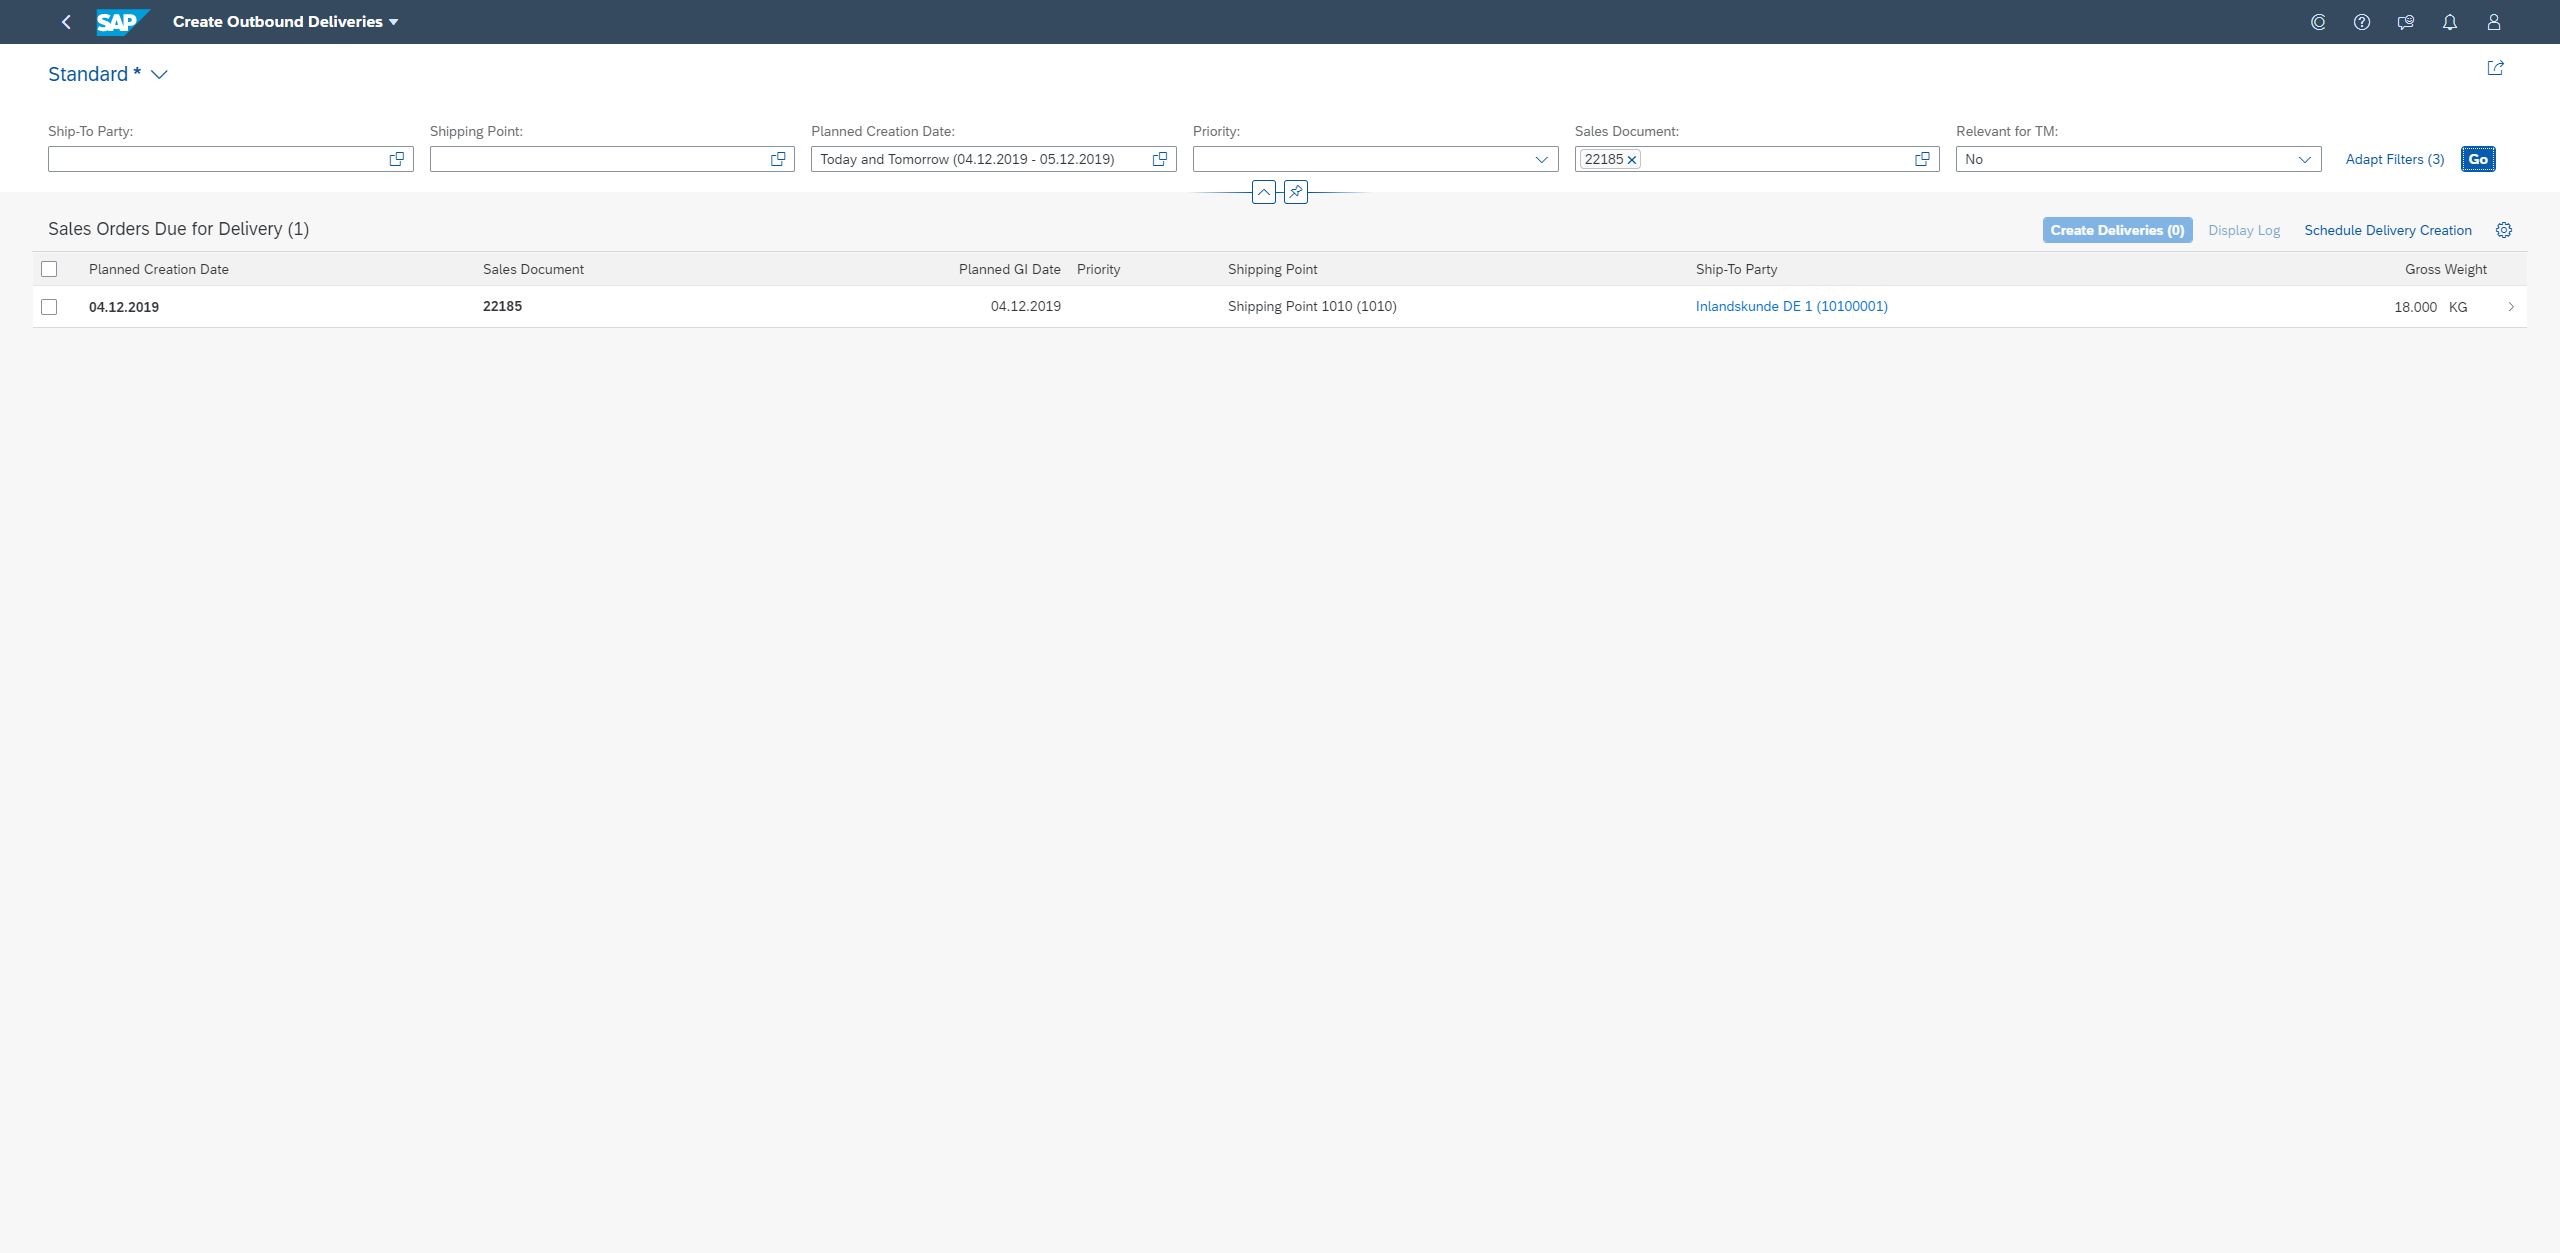 SAP Create Outbound Deliveries
Standard *
Ship-To Party: Shipping Point: Planned Creation Date: Priority: Sales Document: Relevant for TM:
Today and Tomorrow (04.12.2019 - 05.12.2019) 22185 No Adapt Filters (3) Go
Sales Orders Due for Delivery (1) Create Deliveries (0) Display Log Schedule Delivery Creation
Planned Creation Date Sales Document Planned GI Date Priority Shipping Point Ship-To Party Gross Weight
04.12.2019 22185 04.12.2019 Shipping Point 1010 (1010) Inlandskunde DE 1 (10100001) 18.000 KG